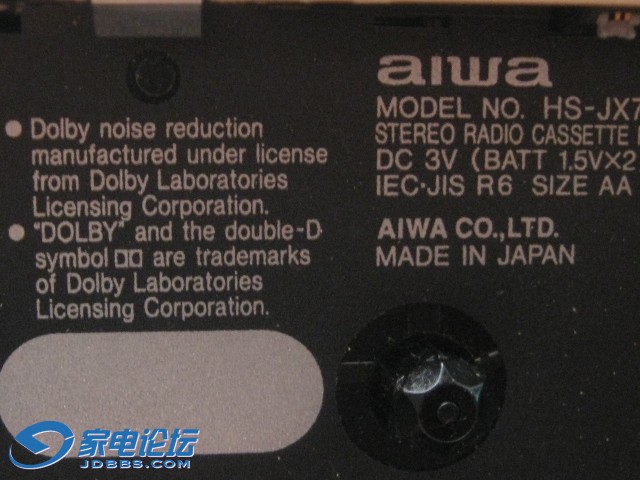 ● Dolby noise reduction
manufactured under license
from Dolby Laboratories
Licensing Corporation.
● "DOLBY" and the double-D
symbol are trademarks
of Dolby Laboratories
Licensing Corporation.
aiwa
MODEL NO. HS-JX7
STEREO RADIO CASSETTE
DC 3V (BATT 1.5V×2
IEC·JIS R6 SIZE AA
AIWA CO.,LTD.
MADE IN JAPAN
家电论坛
JDBBS.COM